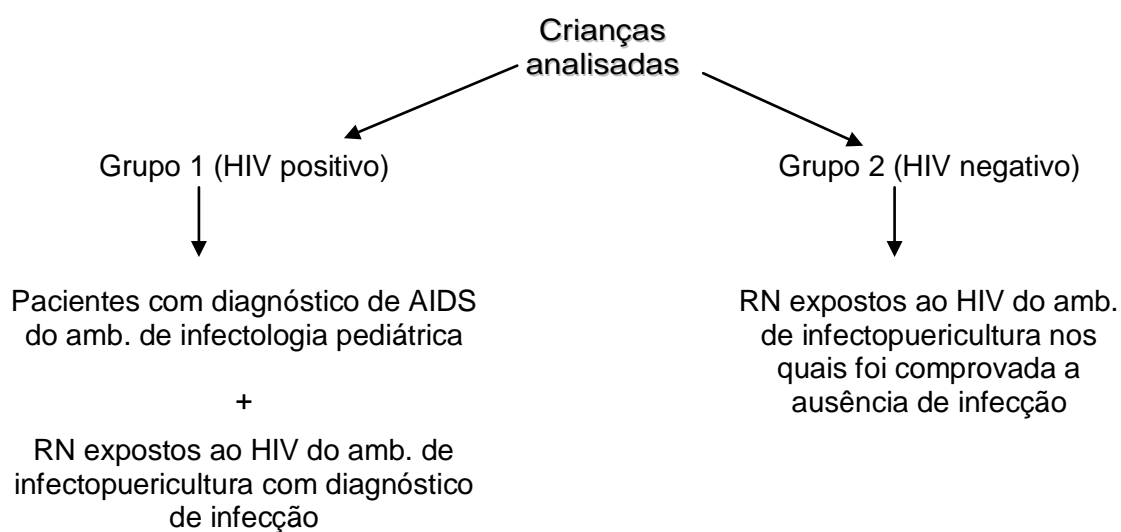 Crianças
analisadas
Grupo 1 (HIV positivo)
Grupo 2 (HIV negativo)
Pacientes com diagnóstico de AIDS
do amb. de infectologia pediátrica
+
RN expostos ao HIV do amb. de
infectopuericultura com diagnóstico
de infecção
RN expostos ao HIV do amb.
de infectopuericultura nos
quais foi comprovada a
ausência de infecção